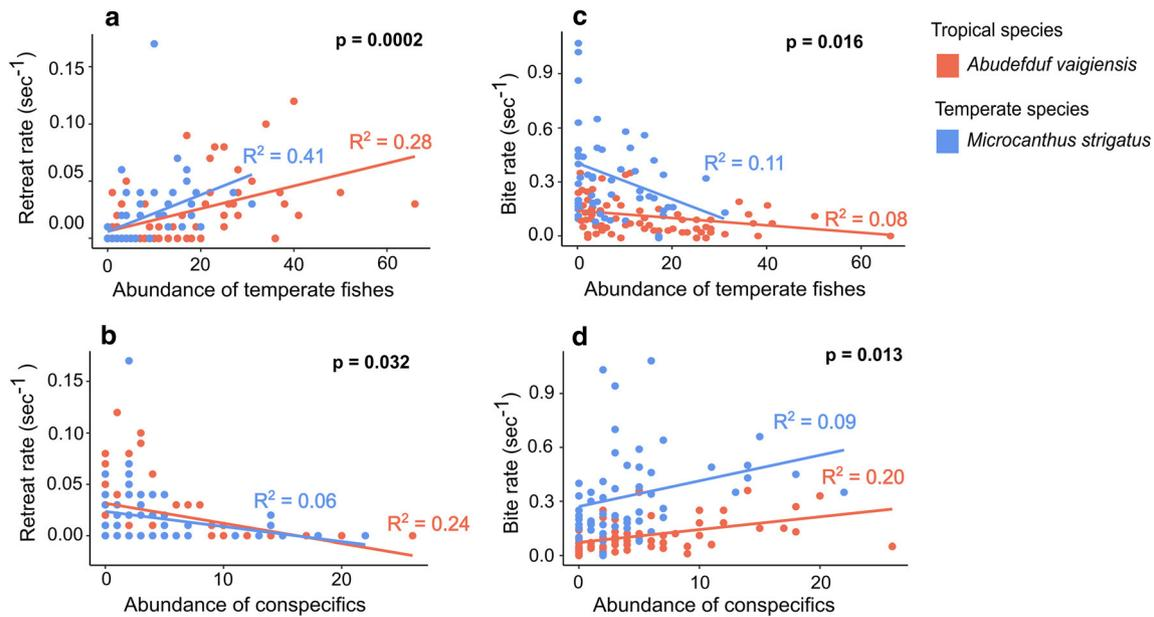 a
p = 0.0002
Retreat rate (sec⁻¹)
0.15
0.10
0.05
0.00
R² = 0.41
R² = 0.28
0 20 40 60
Abundance of temperate fishes
c
p = 0.016
Bite rate (sec⁻¹)
0.9
0.6
0.3
0.0
R² = 0.11
R² = 0.08
0 20 40 60
Abundance of temperate fishes
Tropical species
Abudefduf vaigiensis
Temperate species
Microcanthus strigatus
b
p = 0.032
Retreat rate (sec⁻¹ )
0.15
0.10
0.05
0.00
R² = 0.06
R² = 0.24
0 10 20
Abundance of conspecifics
d
p = 0.013
Bite rate (sec⁻¹)
0.9
0.6
0.3
0.0
R² = 0.09
R² = 0.20
0 10 20
Abundance of conspecifics